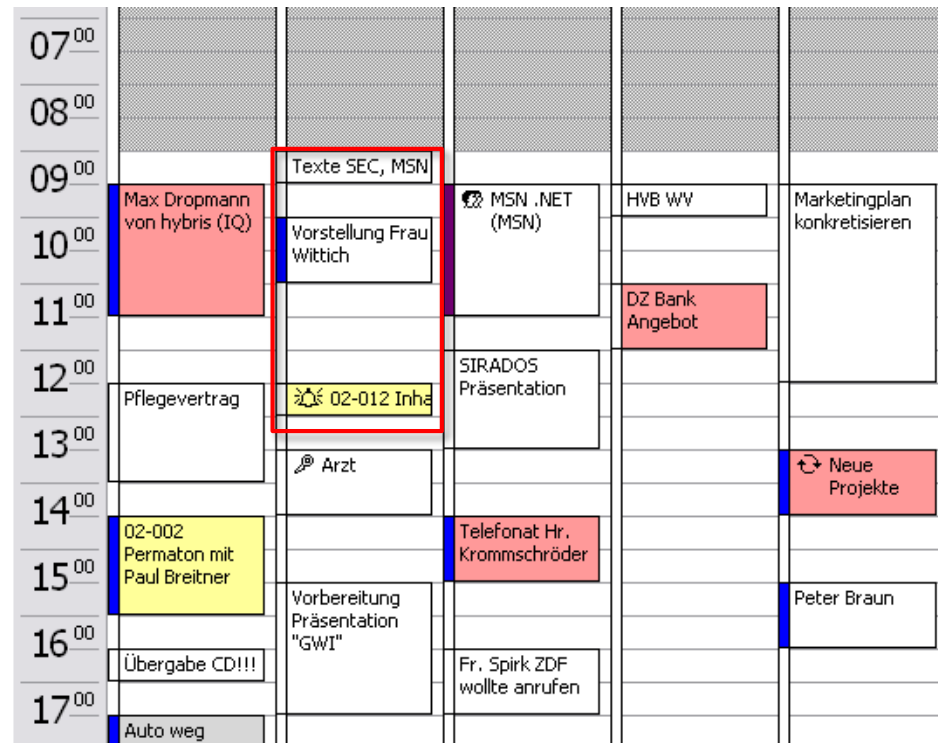 07 00
08 00
09 00
10 00
11 00
12 00
13 00
14 00
15 00
16 00
17 00
Max Dropmann
von hybris (IQ)
Pflegevertrag
02-002
Permaton mit
Paul Breitner
Übergabe CD!!!
Auto weg
Texte SEC, MSN
Vorstellung Frau
Wittich
02-012 Inha
Arzt
Vorbereitung
Präsentation
"GWI"
MSN .NET
(MSN)
SIRADOS
Präsentation
Telefonat Hr.
Krommschröder
Fr. Spirk ZDF
wollte anrufen
HVB WV
DZ Bank
Angebot
Marketingplan
konkretisieren
Neue
Projekte
Peter Braun